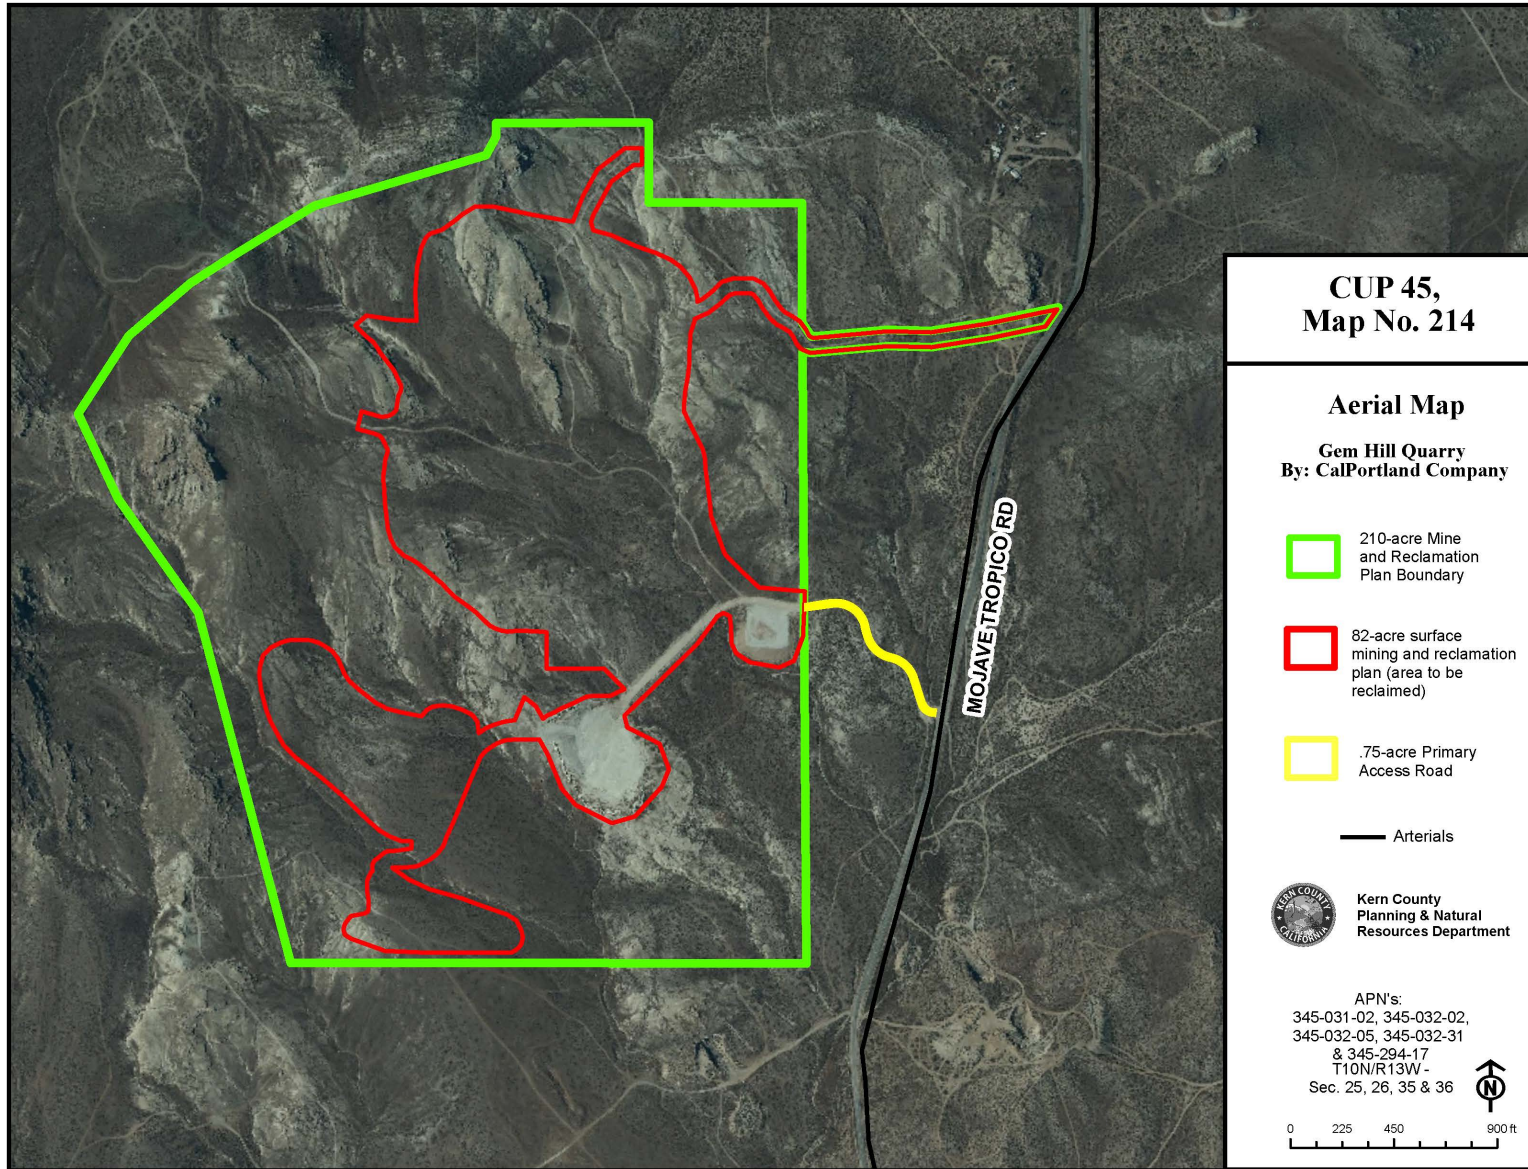 CUP 45,
Map No. 214
Aerial Map
Gem Hill Quarry
By: CalPortland Company
210-acre Mine
and Reclamation
Plan Boundary
82-acre surface
mining and reclamation
plan (area to be
reclaimed)
.75-acre Primary
Access Road
Arterials
KERN COUNTY
CALIFORNIA
Kern County
Planning & Natural
Resources Department
APN's:
345-031-02, 345-032-02,
345-032-05, 345-032-31
& 345-294-17
T10N/R13W -
Sec. 25, 26, 35 & 36
N
0 225 450 900 ft
MOJAVE TROPICO RD